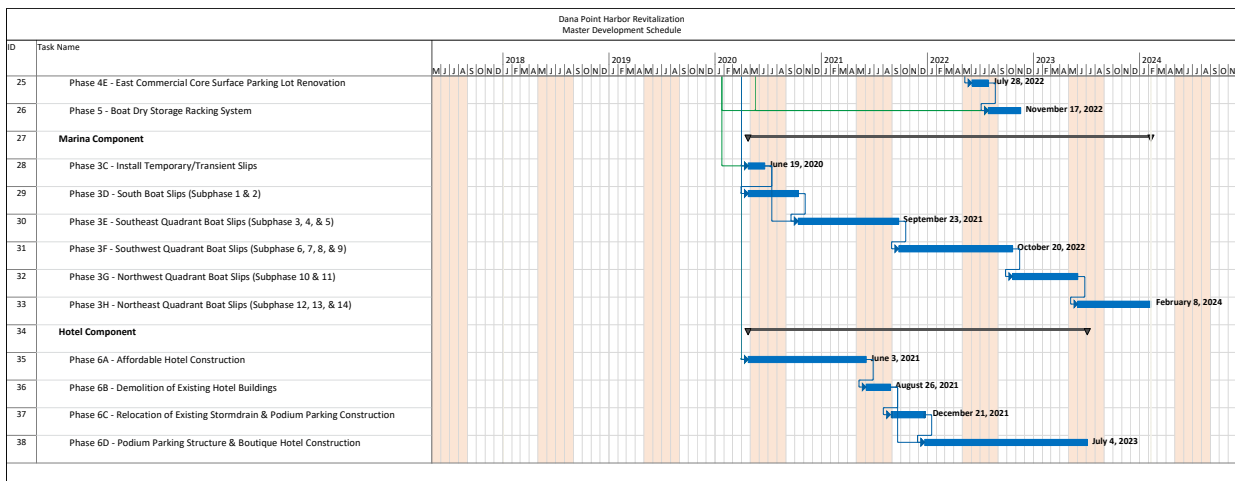 Dana Point Harbor Revitalization
Master Development Schedule
ID Task Name
2018 2019 2020 2021 2022 2023 2024
M J J A S O N D J F M A M J J A S O N D J F M A M J J A S O N D J F M A M J J A S O N D J F M A M J J A S O N D J F M A M J J A S O N D J F M A M J J A S O N D J F M A M J J A S O N
25 Phase 4E - East Commercial Core Surface Parking Lot Renovation July 28, 2022
26 Phase 5 - Boat Dry Storage Racking System November 17, 2022
27 Marina Component
28 Phase 3C - Install Temporary/Transient Slips June 19, 2020
29 Phase 3D - South Boat Slips (Subphase 1 & 2)
30 Phase 3E - Southeast Quadrant Boat Slips (Subphase 3, 4, & 5) September 23, 2021
31 Phase 3F - Southwest Quadrant Boat Slips (Subphase 6, 7, 8, & 9) October 20, 2022
32 Phase 3G - Northwest Quadrant Boat Slips (Subphase 10 & 11)
33 Phase 3H - Northeast Quadrant Boat Slips (Subphase 12, 13, & 14) February 8, 2024
34 Hotel Component
35 Phase 6A - Affordable Hotel Construction June 3, 2021
36 Phase 6B - Demolition of Existing Hotel Buildings August 26, 2021
37 Phase 6C - Relocation of Existing Stormdrain & Podium Parking Construction December 21, 2021
38 Phase 6D - Podium Parking Structure & Boutique Hotel Construction July 4, 2023